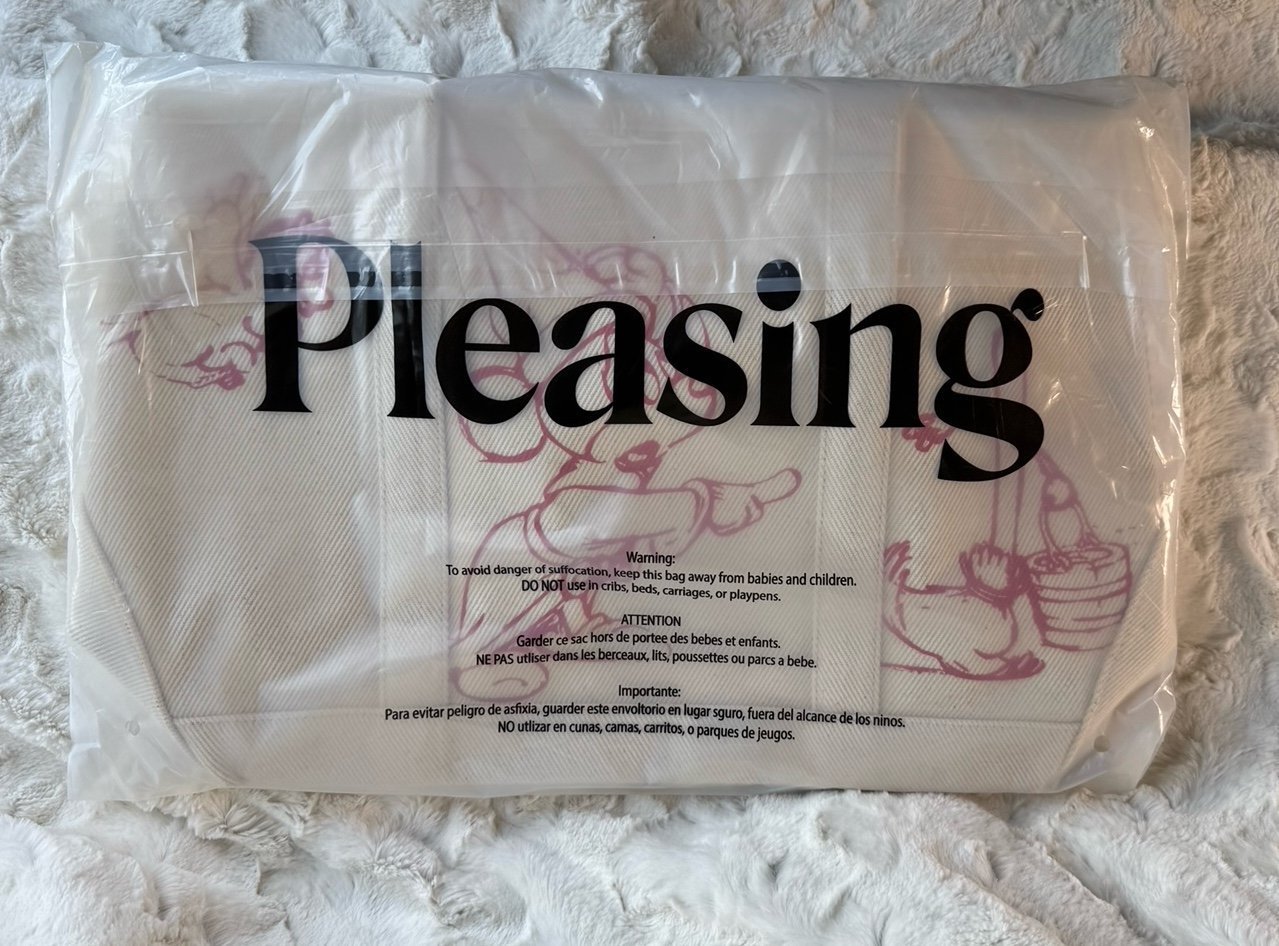 Pleasing
Warning:
To avoid danger of suffocation, keep this bag away from babies and children.
DO NOT use in cribs, beds, carriages, or playpens.
ATTENTION
Garder ce sac hors de portee des bebes et enfants.
NE PAS utliser dans les berceaux, lits, poussettes ou parcs a bebe.
Importante:
Para evitar peligro de asfixia, guarder este envoltorio en lugar sguro, fuera del alcance de los ninos.
NO utlizar en cunas, camas, carritos, o parques de jeugos.